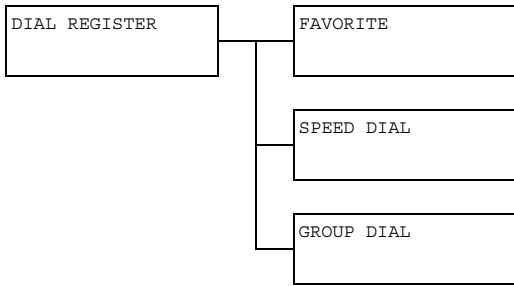 DIAL REGISTER
FAVORITE
SPEED DIAL
GROUP DIAL